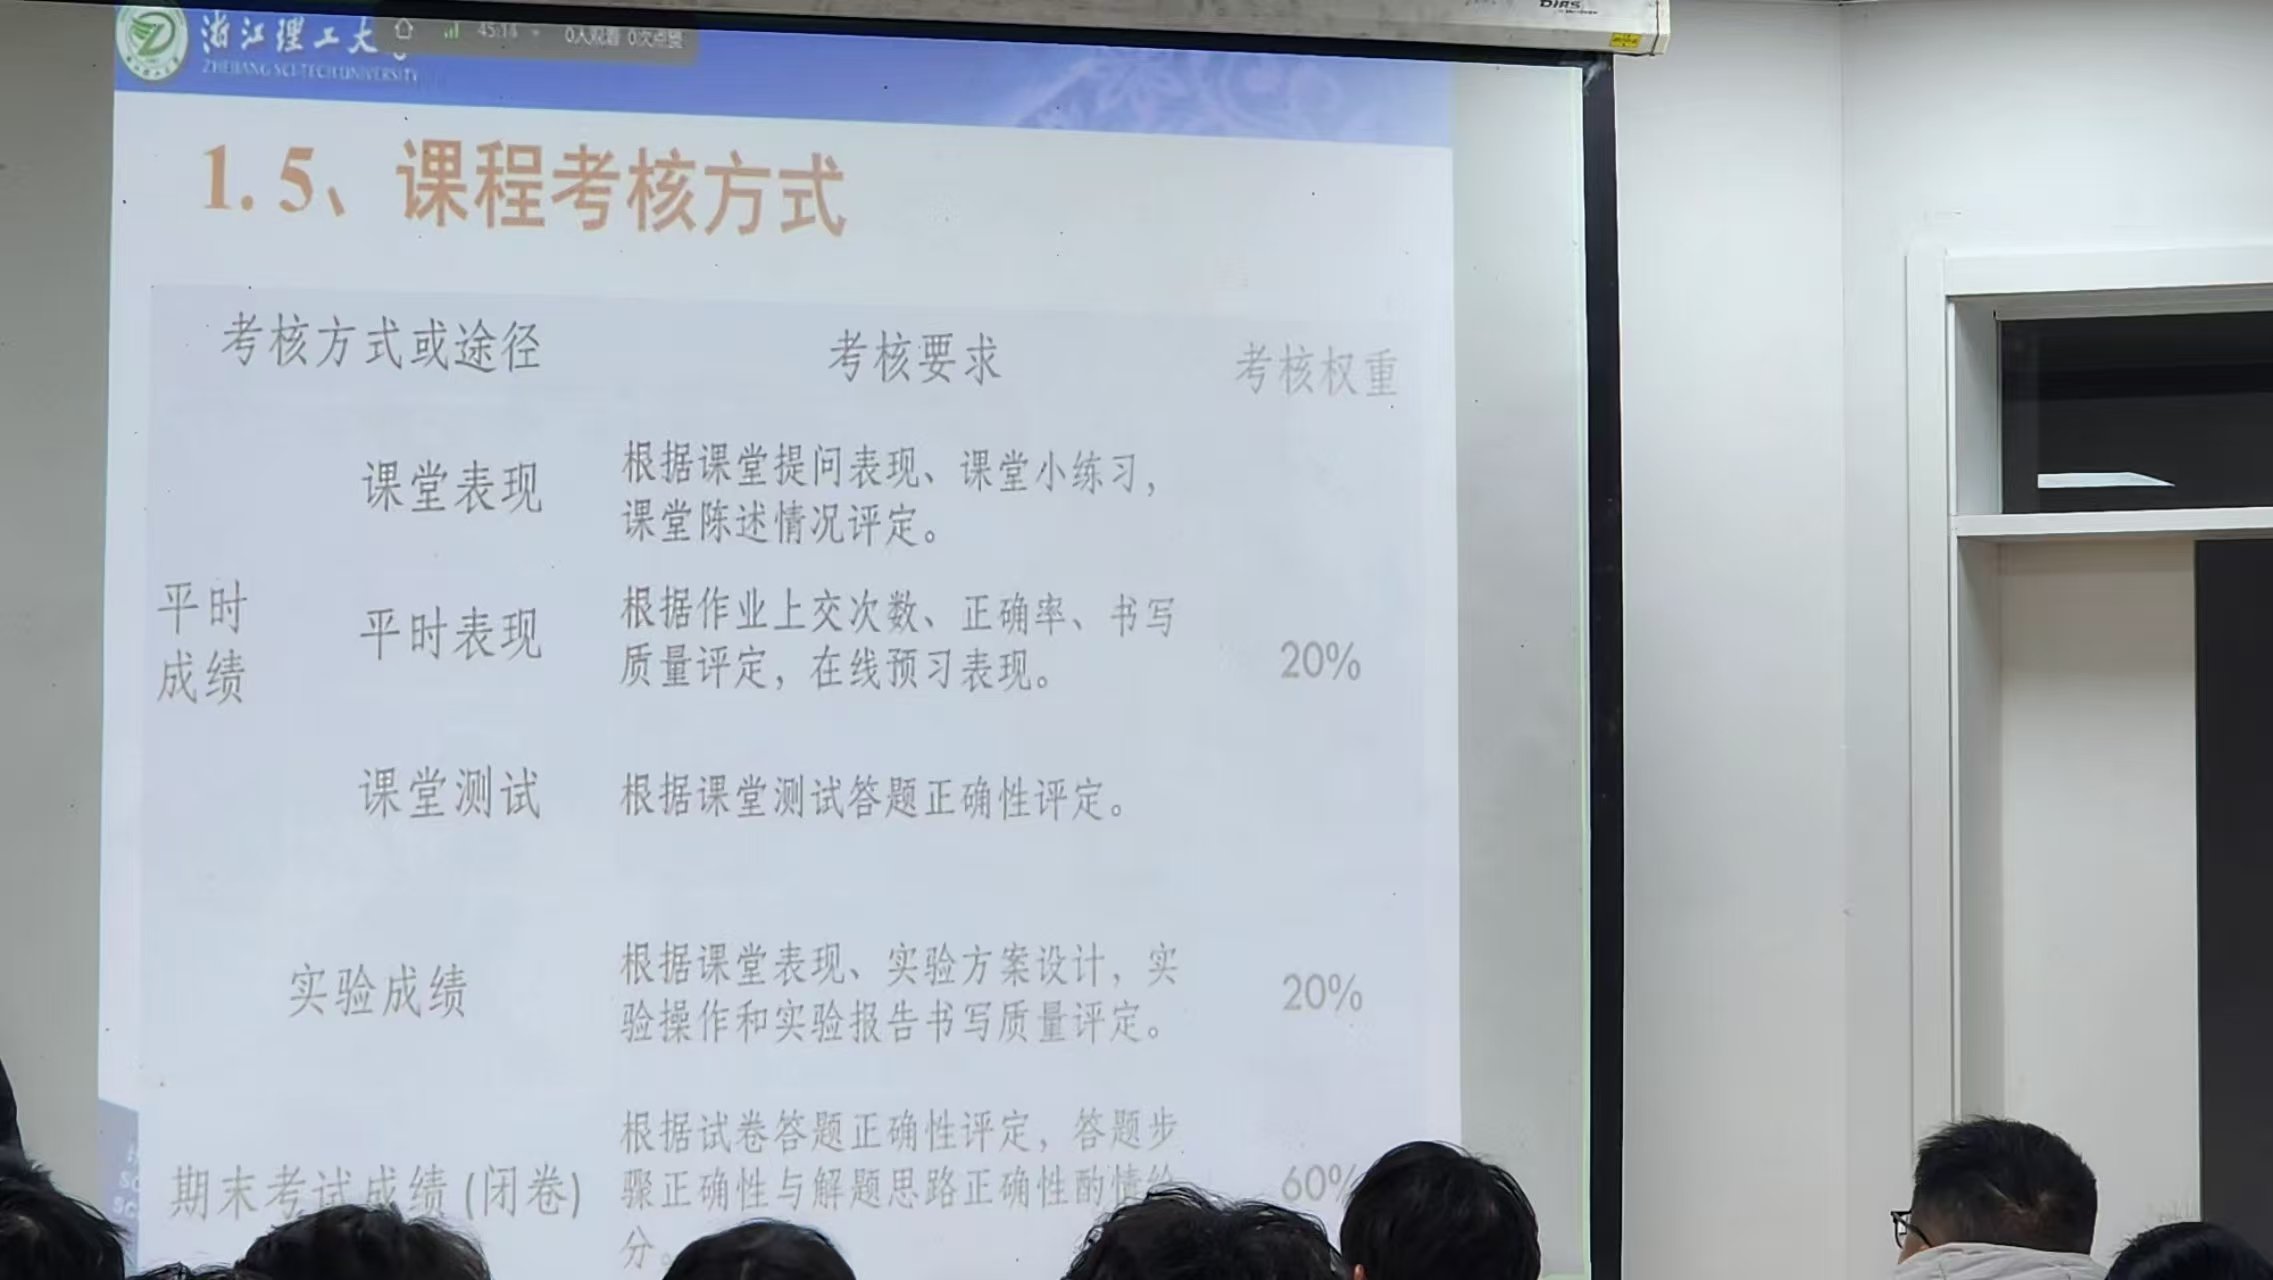 浙江理工大
ZHEJIANG SCI-TECH UNIVERSITY
45:14
0人观看 0次点赞
1.5、课程考核方式
考核方式或途径 考核要求 考核权重
课堂表现 根据课堂提问表现、课堂小练习，
课堂陈述情况评定。
平时
成绩
平时表现 根据作业上交次数、正确率、书写
质量评定，在线预习表现。
20%
课堂测试 根据课堂测试答题正确性评定。
实验成绩 根据课堂表现、实验方案设计，实
验操作和实验报告书写质量评定。
20%
期末考试成绩(闭卷) 根据试卷答题正确性评定，答题步
骤正确性与解题思路正确性酌情给
分。
60%